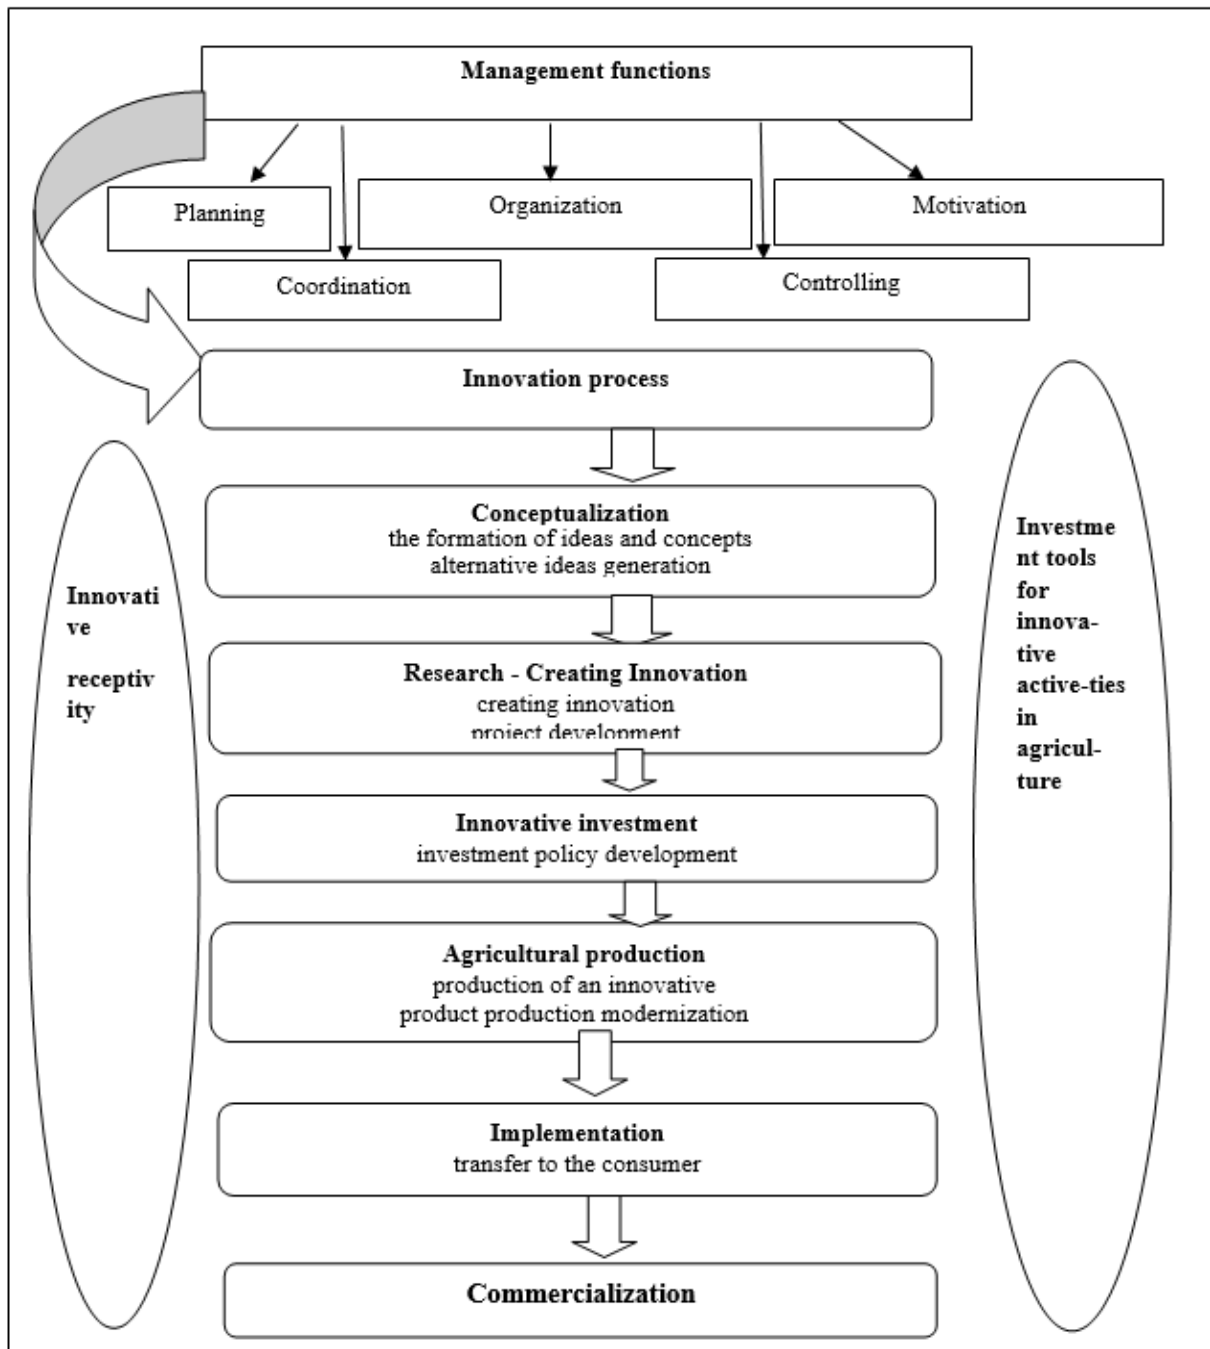 Management functions
Planning
Organization
Motivation
Coordination
Controlling
Innovation process
Conceptualization
the formation of ideas and concepts
alternative ideas generation
Research - Creating Innovation
creating innovation
project development
Innovative investment
investment policy development
Agricultural production
production of an innovative
product production modernization
Implementation
transfer to the consumer
Commercialization
Innovati
ve
receptiv
ity
Investme
nt tools
for
innova-
tive
active-ties
in
agricul-
ture